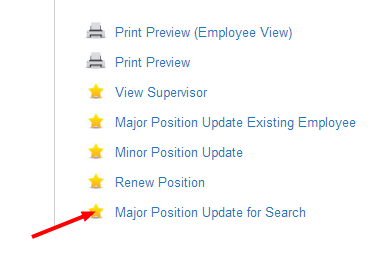 Print Preview (Employee View)
Print Preview
View Supervisor
Major Position Update Existing Employee
Minor Position Update
Renew Position
Major Position Update for Search